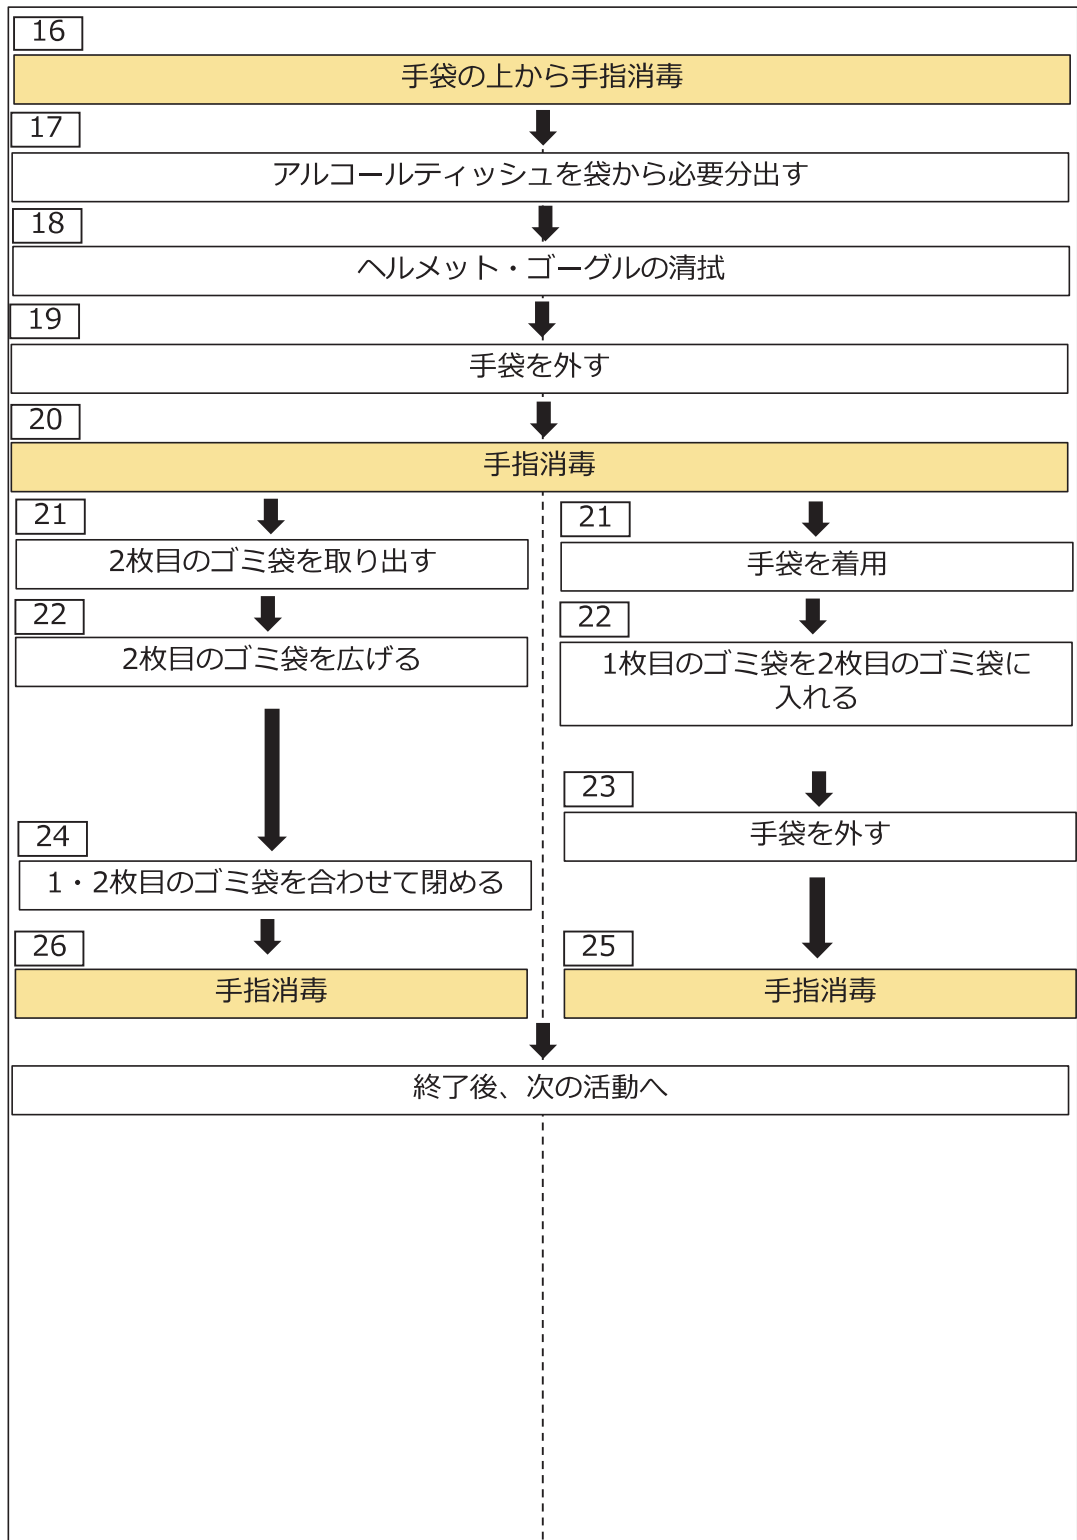 16
手袋の上から手指消毒
17
アルコールティッシュを袋から必要分出す
18
ヘルメット・ゴーグルの清拭
19
手袋を外す
20
手指消毒
21
2枚目のゴミ袋を取り出す
22
2枚目のゴミ袋を広げる
24
1・2枚目のゴミ袋を合わせて閉める
26
手指消毒
21
手袋を着用
22
1枚目のゴミ袋を2枚目のゴミ袋に
入れる
23
手袋を外す
25
手指消毒
終了後、次の活動へ